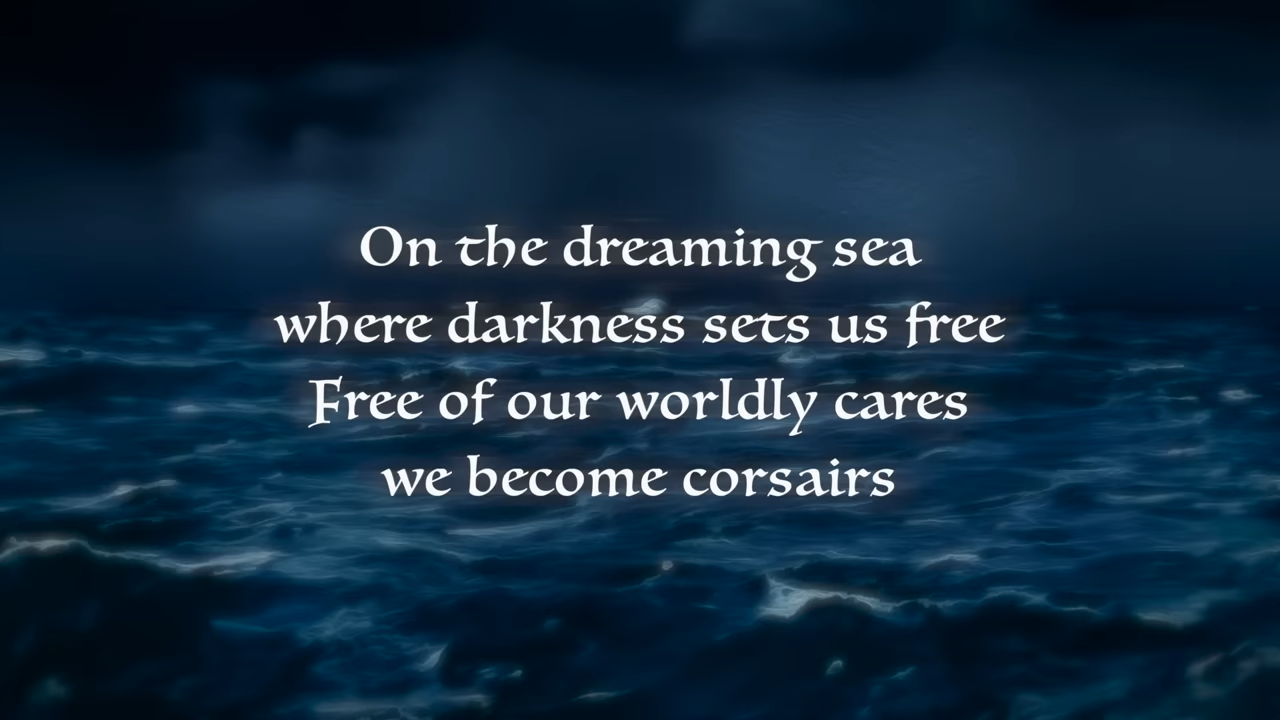 On the dreaming sea
where darkness sets us free
Free of our worldly cares
we become corsairs